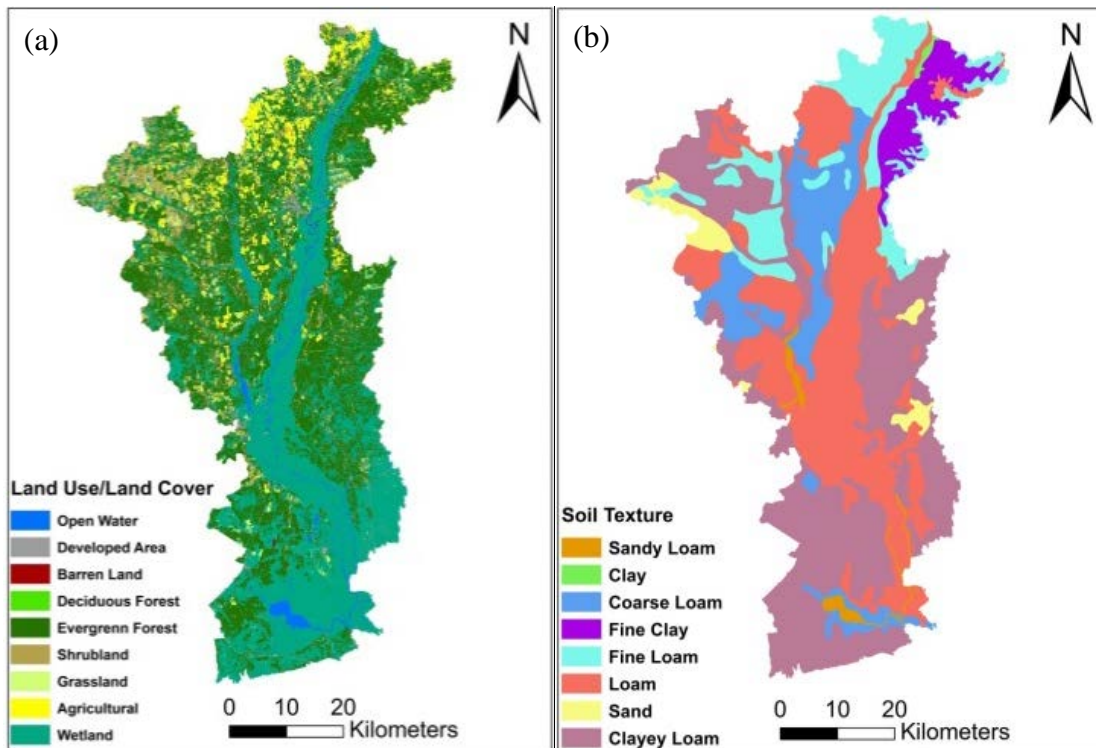 (a)
N
Land Use/Land Cover
Open Water
Developed Area
Barren Land
Deciduous Forest
Evergrenn Forest
Shrubland
Grassland
Agricultural
Wetland
0 10 20
Kilometers
(b)
N
Soil Texture
Sandy Loam
Clay
Coarse Loam
Fine Clay
Fine Loam
Loam
Sand
Clayey Loam
0 10 20
Kilometers